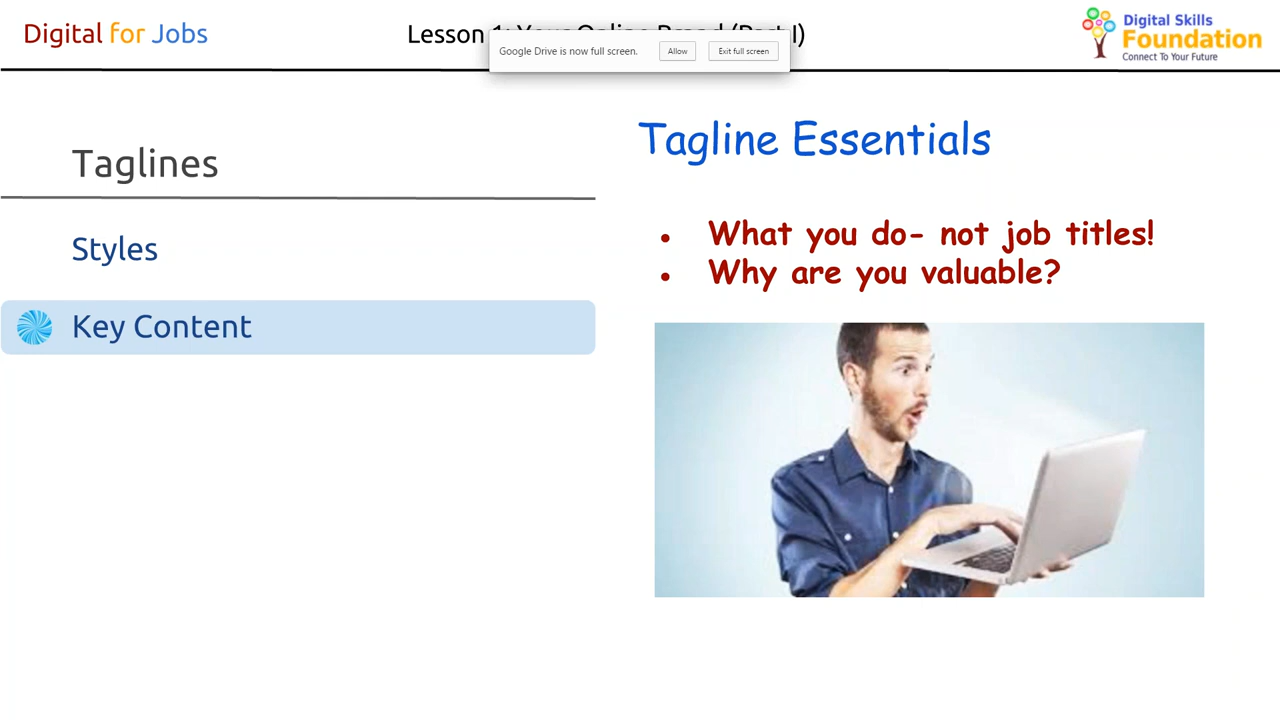 Digital for Jobs
Lesson 1: Your Online Brand (Part I)
Google Drive is now full screen.
Allow
Exit full screen
Digital Skills
Foundation
Connect To Your Future
Taglines
Styles
Key Content
Tagline Essentials
• What you do- not job titles!
• Why are you valuable?